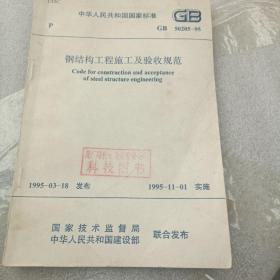 中华人民共和国国家标准
GB
P
GB 50205-95
钢结构工程施工及验收规范
Code for construction and acceptance
of steel structure engineering
科技图书
1995-03-18 发布
1995-11-01 实施
国家技术监督局
中华人民共和国建设部
联合发布